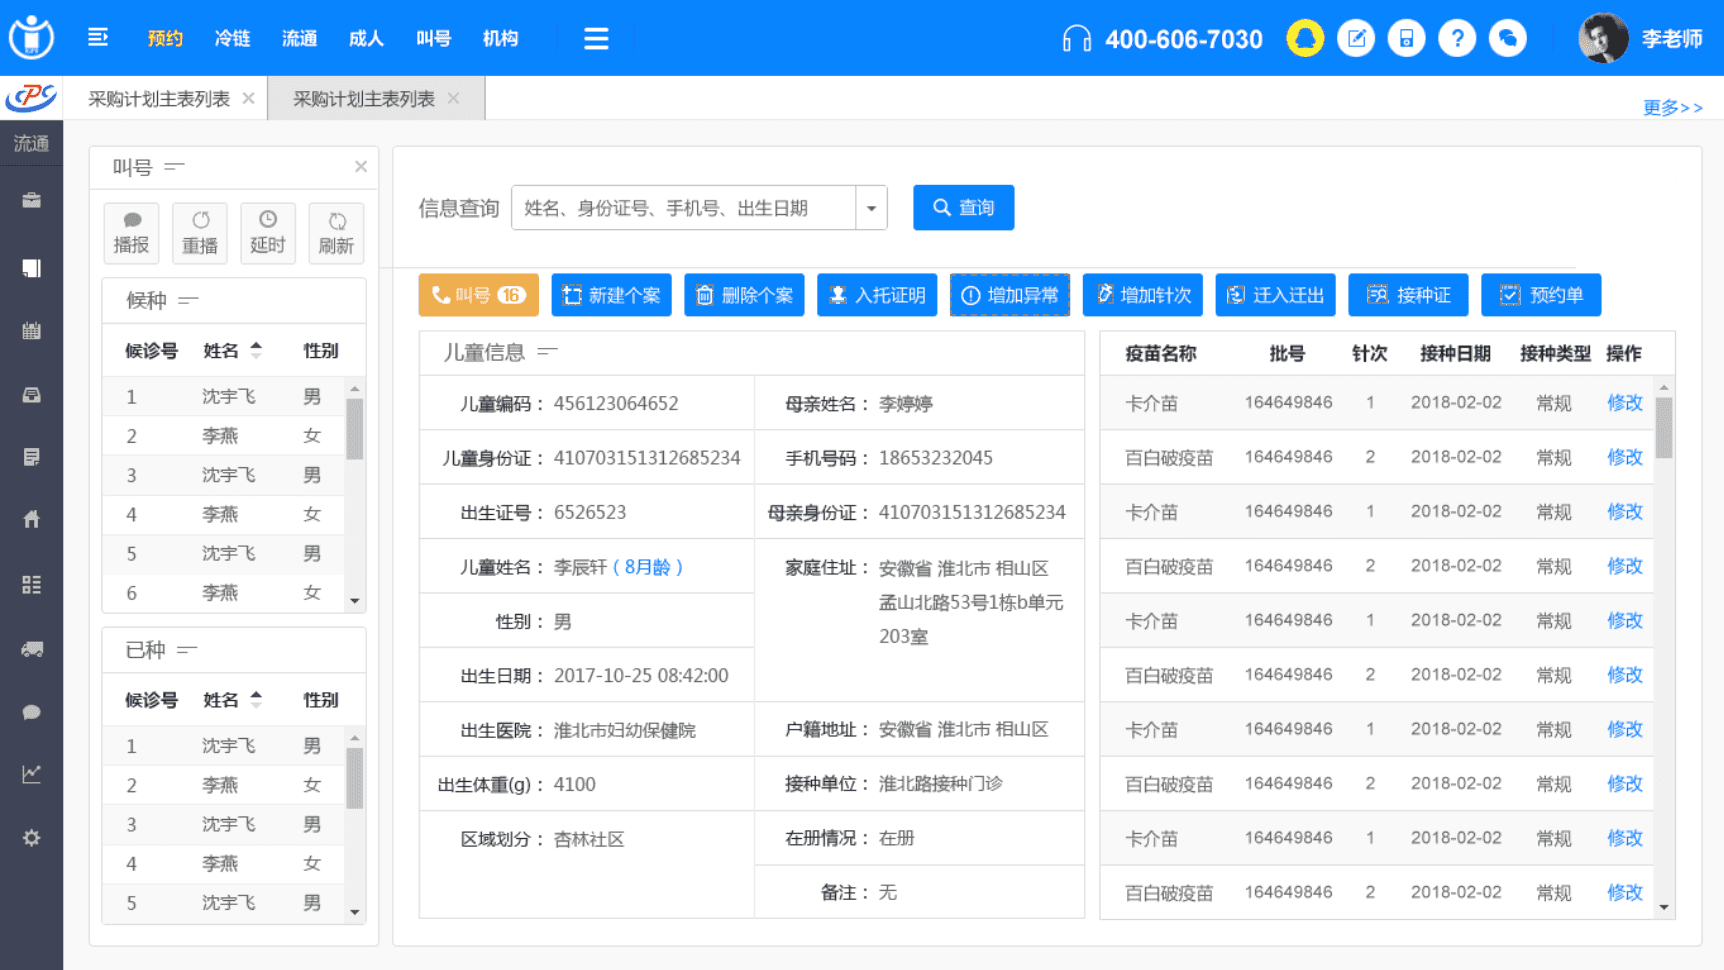 预约 冷链 流通 成人 叫号 机构 400-606-7030 ? 李老师
CPC 采购计划主表列表 × 采购计划主表列表 × 更多>>
流通
叫号 ×
播报 重播 延时 刷新
候种
候诊号 姓名 性别
1 沈宇飞 男
2 李燕 女
3 沈宇飞 男
4 李燕 女
5 沈宇飞 男
6 李燕 女
已种
候诊号 姓名 性别
1 沈宇飞 男
2 李燕 女
3 沈宇飞 男
4 李燕 女
5 沈宇飞 男
信息查询 姓名、身份证号、手机号、出生日期 查询
叫号 16 新建个案 删除个案 入托证明 增加异常 增加针次 迁入迁出 接种证 预约单
儿童信息
儿童编码： 456123064652 母亲姓名： 李婷婷
儿童身份证： 410703151312685234 手机号码： 18653232045
出生证号： 6526523 母亲身份证： 410703151312685234
儿童姓名： 李辰轩（8月龄） 家庭住址： 安徽省 淮北市 相山区
孟山北路53号1栋b单元
203室
性别： 男
出生日期： 2017-10-25 08:42:00
出生医院： 淮北市妇幼保健院 户籍地址： 安徽省 淮北市 相山区
出生体重(g)： 4100 接种单位： 淮北路接种门诊
区域划分： 杏林社区 在册情况： 在册
备注： 无
疫苗名称 批号 针次 接种日期 接种类型 操作
卡介苗 164649846 1 2018-02-02 常规 修改
百白破疫苗 164649846 2 2018-02-02 常规 修改
卡介苗 164649846 1 2018-02-02 常规 修改
百白破疫苗 164649846 2 2018-02-02 常规 修改
卡介苗 164649846 1 2018-02-02 常规 修改
百白破疫苗 164649846 2 2018-02-02 常规 修改
卡介苗 164649846 1 2018-02-02 常规 修改
百白破疫苗 164649846 2 2018-02-02 常规 修改
卡介苗 164649846 1 2018-02-02 常规 修改
百白破疫苗 164649846 2 2018-02-02 常规 修改